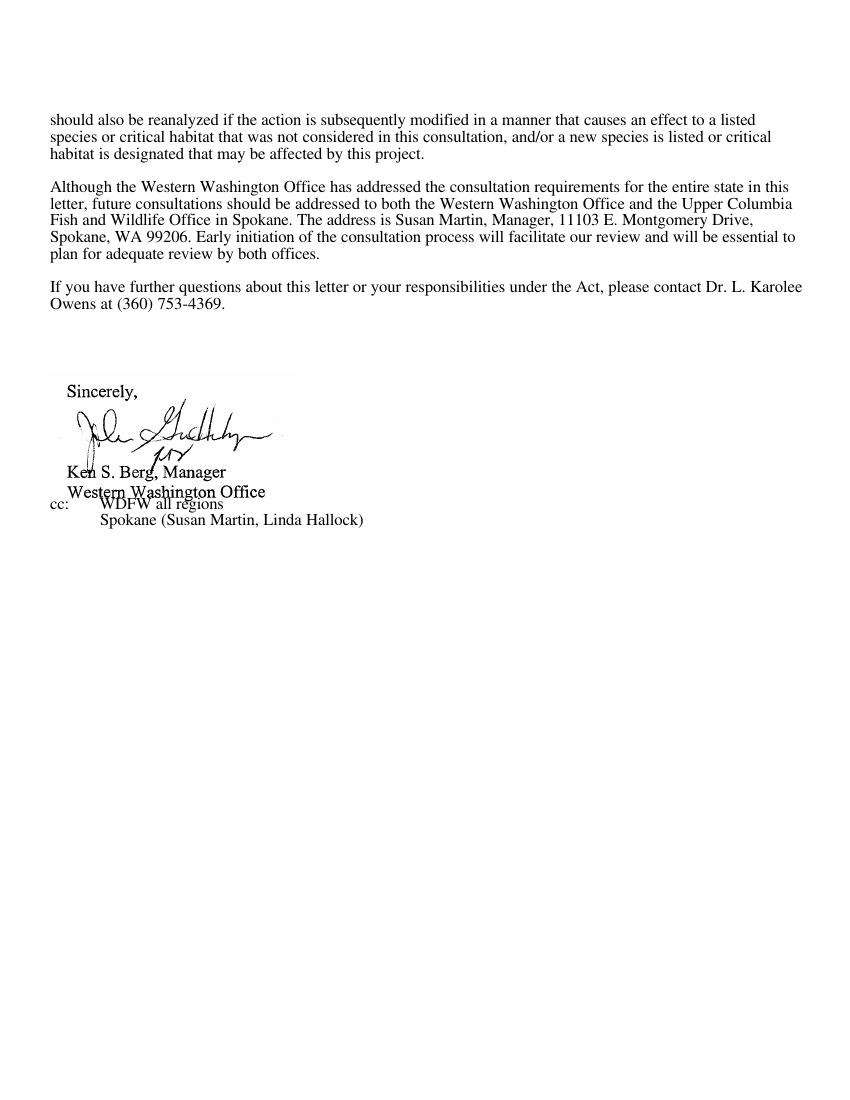 should also be reanalyzed if the action is subsequently modified in a manner that causes an effect to a listed
species or critical habitat that was not considered in this consultation, and/or a new species is listed or critical
habitat is designated that may be affected by this project.
Although the Western Washington Office has addressed the consultation requirements for the entire state in this
letter, future consultations should be addressed to both the Western Washington Office and the Upper Columbia
Fish and Wildlife Office in Spokane. The address is Susan Martin, Manager, 11103 E. Montgomery Drive,
Spokane, WA 99206. Early initiation of the consultation process will facilitate our review and will be essential to
plan for adequate review by both offices.
If you have further questions about this letter or your responsibilities under the Act, please contact Dr. L. Karolee
Owens at (360) 753-4369.
Sincerely,
Ken S. Berg, Manager
Western Washington Office
cc: WDFW all regions
Spokane (Susan Martin, Linda Hallock)